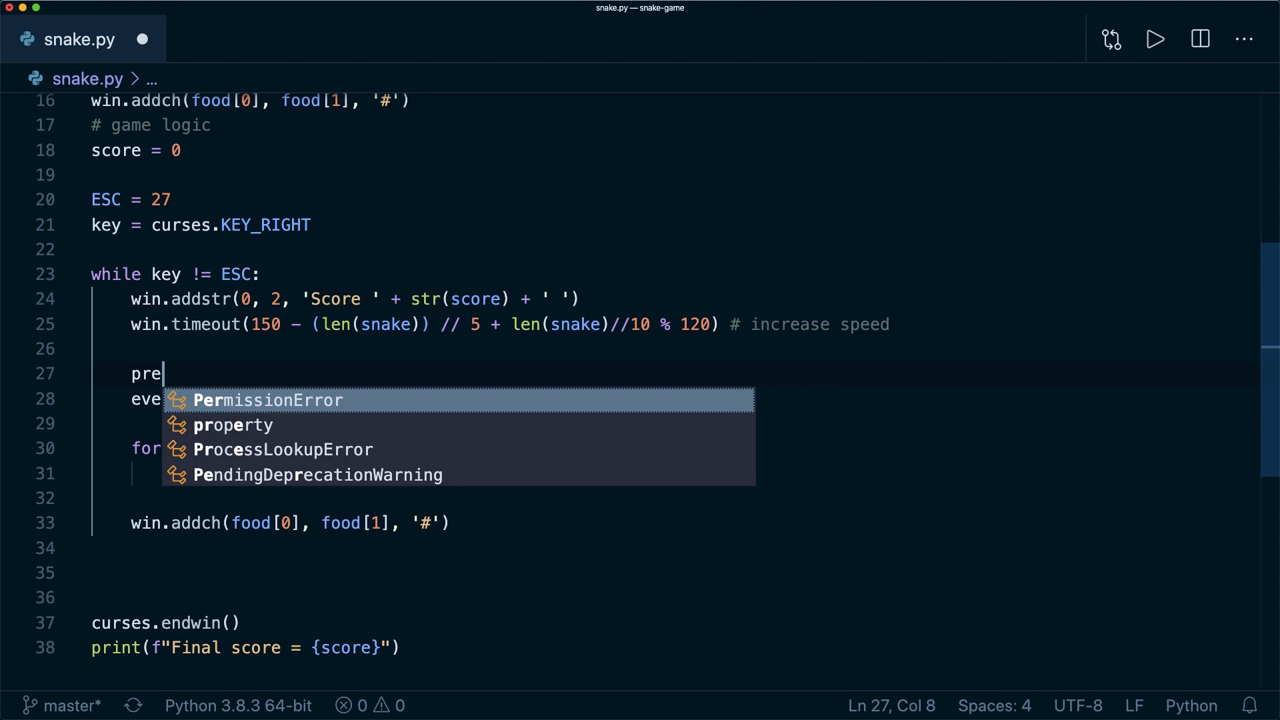 snake.py — snake-game
snake.py
snake.py > ...
16 win.addch(food[0], food[1], '#')
17 # game logic
18 score = 0
19
20 ESC = 27
21 key = curses.KEY_RIGHT
22
23 while key != ESC:
24 win.addstr(0, 2, 'Score ' + str(score) + ' ')
25 win.timeout(150 - (len(snake)) // 5 + len(snake)//10 % 120) # increase speed
26
27 pre
28 eve
PermissionError
29
property
30 for
ProcessLookupError
31
PendingDeprecationWarning
32
33 win.addch(food[0], food[1], '#')
34
35
36
37 curses.endwin()
38 print(f"Final score = {score}")
master* Python 3.8.3 64-bit 0 0 Ln 27, Col 8 Spaces: 4 UTF-8 LF Python